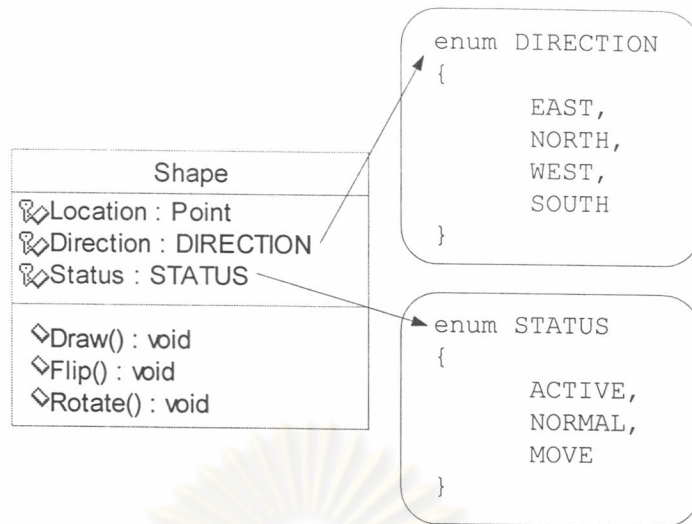 Shape
Location : Point
Direction : DIRECTION
Status : STATUS
Draw() : void
Flip() : void
Rotate() : void
enum DIRECTION
{
EAST,
NORTH,
WEST,
SOUTH
}
enum STATUS
{
ACTIVE,
NORMAL,
MOVE
}